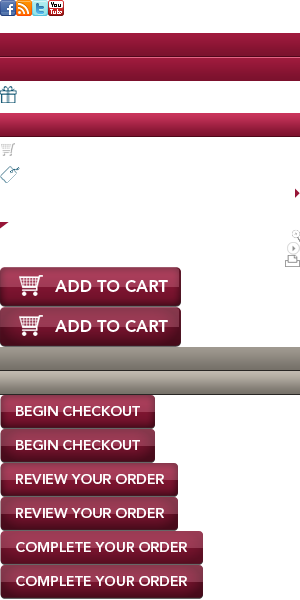 You
Tube
ADD TO CART
ADD TO CART
BEGIN CHECKOUT
BEGIN CHECKOUT
REVIEW YOUR ORDER
REVIEW YOUR ORDER
COMPLETE YOUR ORDER
COMPLETE YOUR ORDER